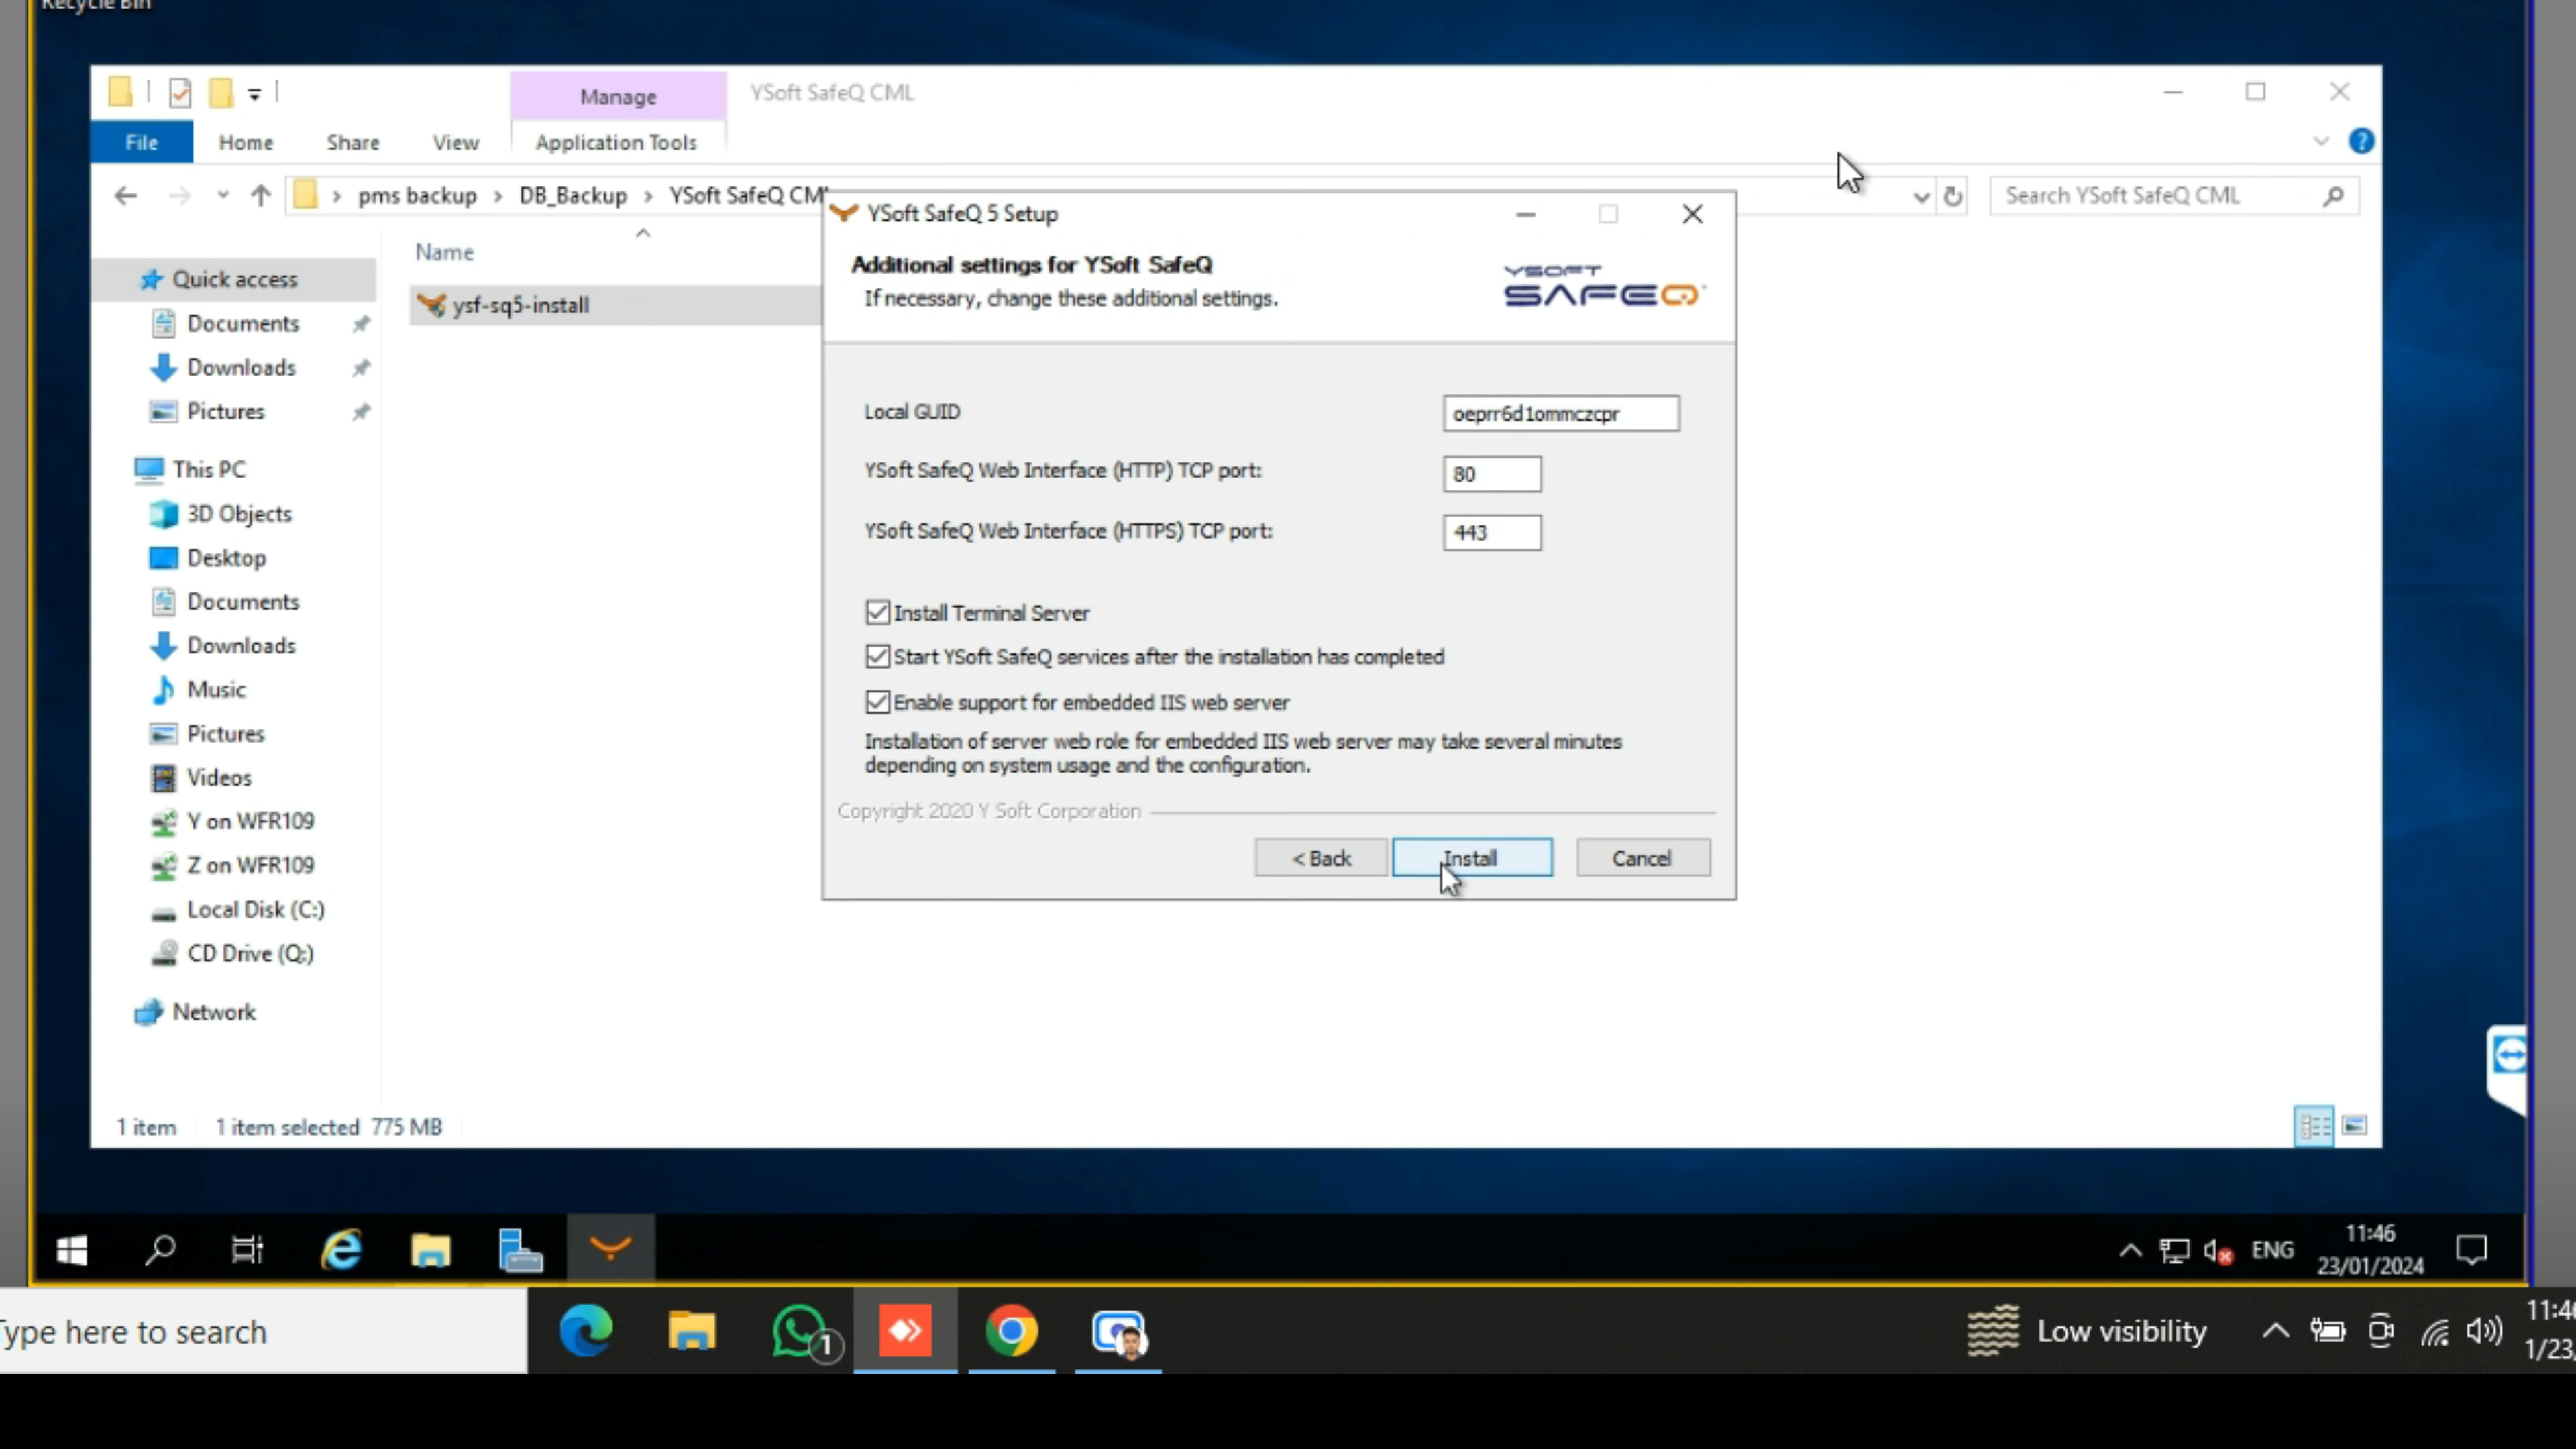 Recycle Bin
Manage
YSoft SafeQ CML
File
Home
Share
View
Application Tools
pms backup
DB_Backup
YSoft SafeQ CML
Search YSoft SafeQ CML
YSoft SafeQ 5 Setup
Additional settings for YSoft SafeQ
If necessary, change these additional settings.
YSOFT
SAFEQ
Name
ysf-sq5-install
Quick access
Documents
Downloads
Pictures
This PC
3D Objects
Desktop
Documents
Downloads
Music
Pictures
Videos
Y on WFR109
Z on WFR109
Local Disk (C:)
CD Drive (Q:)
Network
Local GUID
oeprr6d1ommczcpr
YSoft SafeQ Web Interface (HTTP) TCP port:
80
YSoft SafeQ Web Interface (HTTPS) TCP port:
443
Install Terminal Server
Start YSoft SafeQ services after the installation has completed
Enable support for embedded IIS web server
Installation of server web role for embedded IIS web server may take several minutes
depending on system usage and the configuration.
Copyright 2020 Y Soft Corporation
< Back
Install
Cancel
1 item
1 item selected 775 MB
ENG
11:46
23/01/2024
Type here to search
1
Low visibility
11:46
1/23/